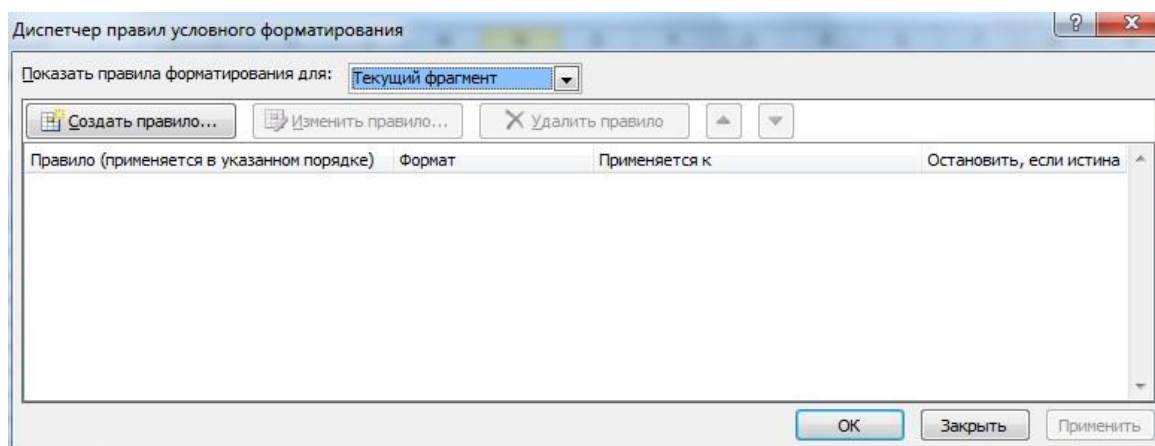 Диспетчер правил условного форматирования
Показать правила форматирования для: Текущий фрагмент
Создать правило... Изменить правило... Удалить правило
Правило (применяется в указанном порядке) Формат Применяется к Остановить, если истина
ОК Закрыть Применить